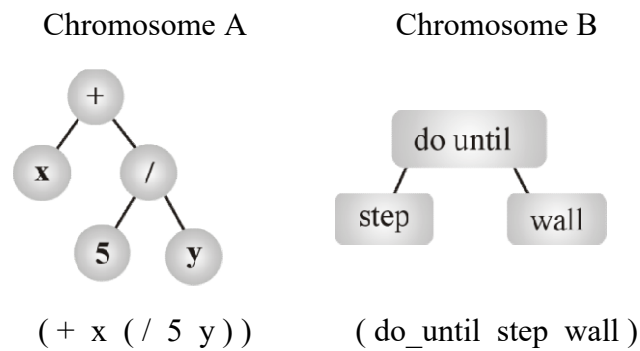 Chromosome A
Chromosome B
+
x
/
5
y
do until
step
wall
( + x ( / 5 y ) )
( do_until step wall )